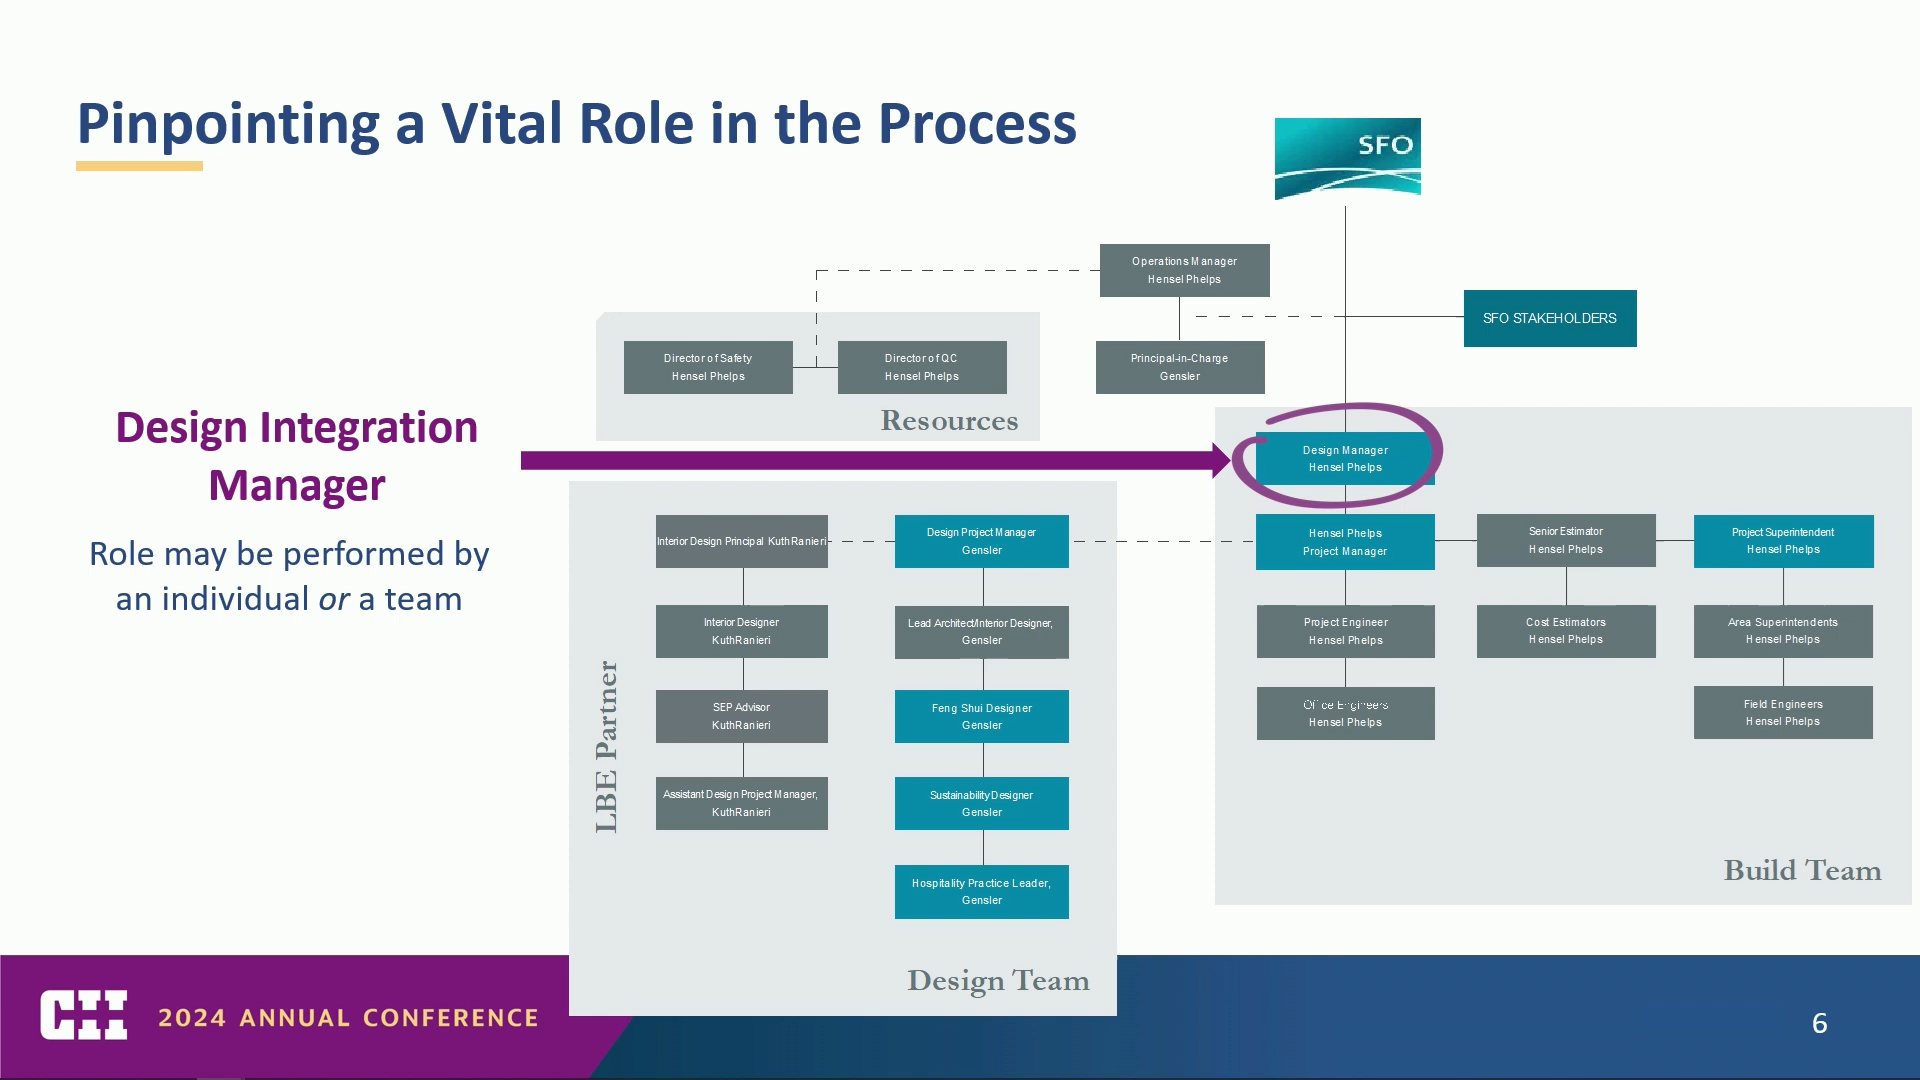 Pinpointing a Vital Role in the Process
SFO
Operations Manager
Hensel Phelps
SFO STAKEHOLDERS
Director of Safety
Hensel Phelps
Director of QC
Hensel Phelps
Principal-in-Charge
Gensler
Resources
Design Integration
Manager
Role may be performed by
an individual or a team
Design Manager
Hensel Phelps
Interior Design Principal KuthRanieri
Design Project Manager
Gensler
Hensel Phelps
Project Manager
Senior Estimator
Hensel Phelps
Project Superintendent
Hensel Phelps
Interior Designer
KuthRanieri
Lead Architect/Interior Designer,
Gensler
Project Engineer
Hensel Phelps
Cost Estimators
Hensel Phelps
Area Superintendents
Hensel Phelps
LBE Partner
SEP Advisor
KuthRanieri
Feng Shui Designer
Gensler
Office Engineers
Hensel Phelps
Field Engineers
Hensel Phelps
Assistant Design Project Manager,
KuthRanieri
Sustainability Designer
Gensler
Hospitality Practice Leader,
Gensler
Build Team
Design Team
CII 2024 ANNUAL CONFERENCE
6